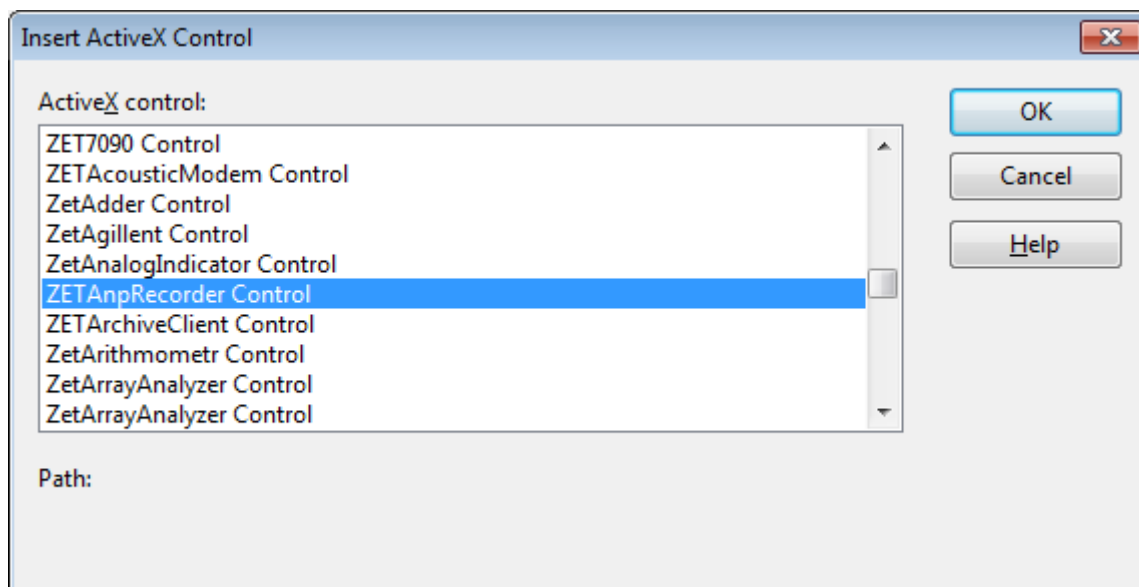 Insert ActiveX Control
ActiveX control:
ZET7090 Control
ZETAcousticModem Control
ZetAdder Control
ZetAgillent Control
ZetAnalogIndicator Control
ZETAnpRecorder Control
ZETArchiveClient Control
ZetArithmometr Control
ZetArrayAnalyzer Control
ZetArrayAnalyzer Control
OK
Cancel
Help
Path: